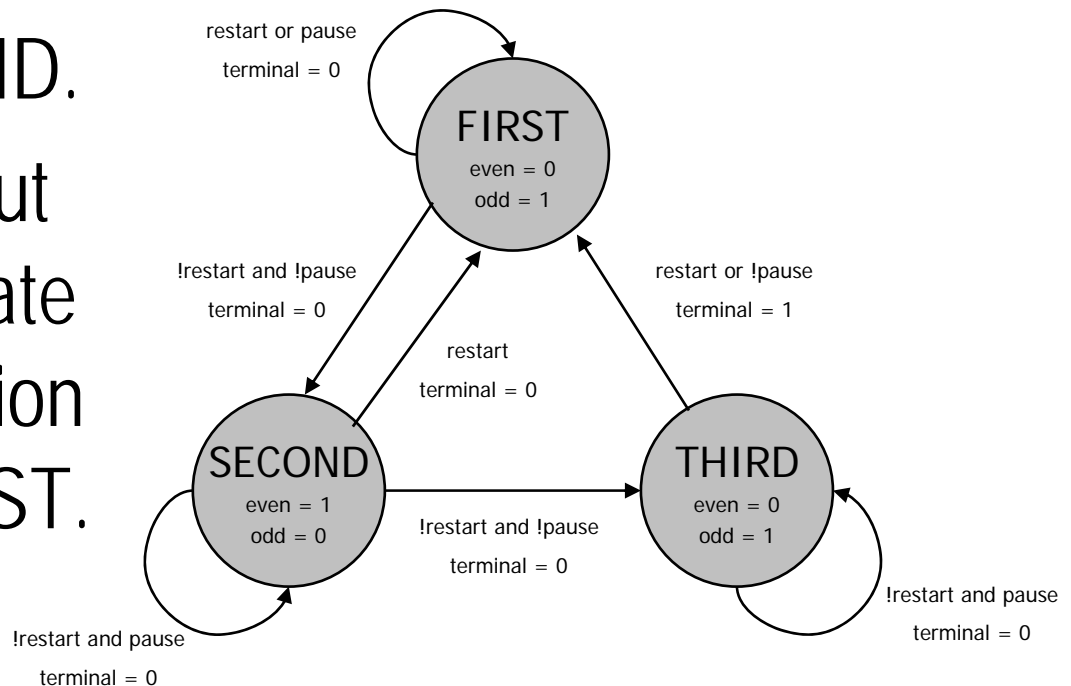 ID.
ut
ate
ion
ST.
restart or pause
terminal = 0
FIRST
even = 0
odd = 1
!restart and !pause
terminal = 0
restart or !pause
terminal = 1
restart
terminal = 0
SECOND
even = 1
odd = 0
!restart and !pause
terminal = 0
THIRD
even = 0
odd = 1
!restart and pause
terminal = 0
!restart and pause
terminal = 0